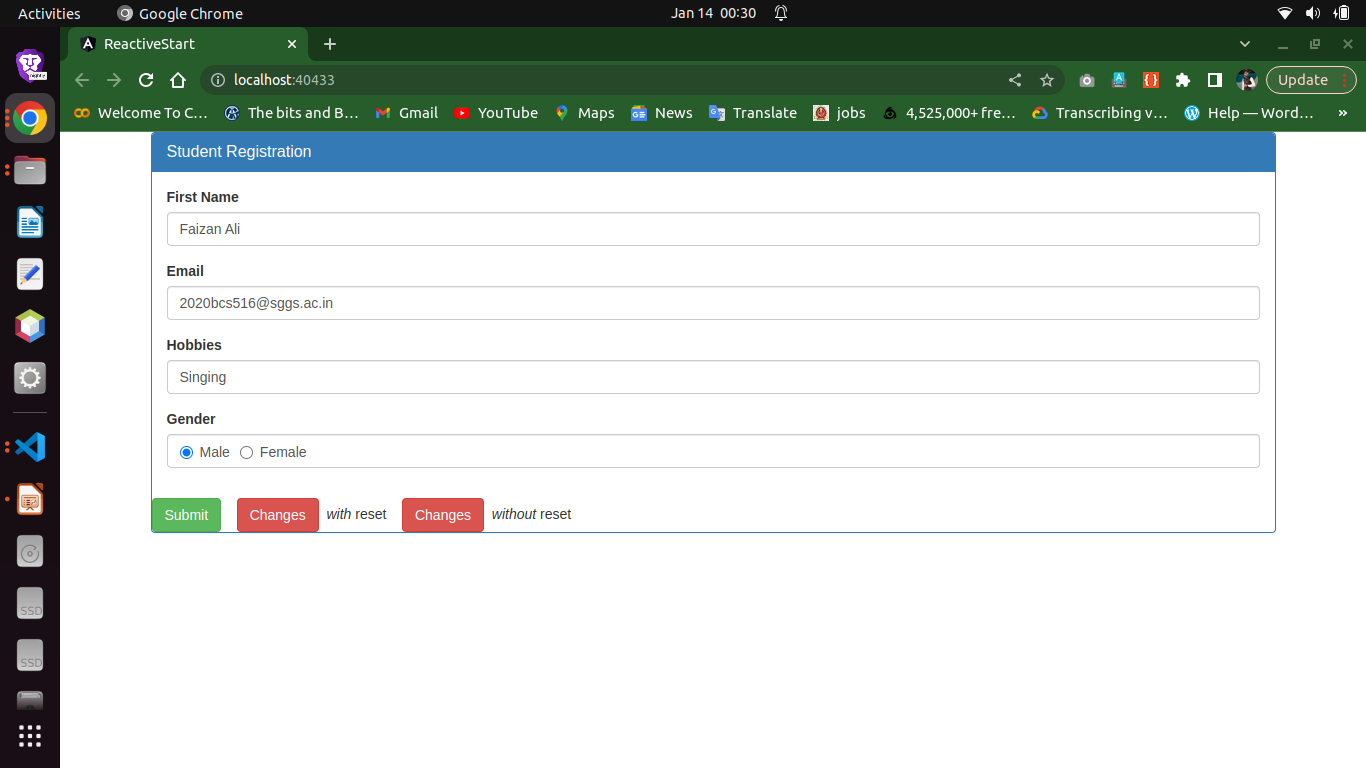 Activities Google Chrome Jan 14 00:30
ReactiveStart
localhost:40433 Update
Welcome To C… The bits and B… Gmail YouTube Maps News Translate jobs 4,525,000+ fre… Transcribing v… Help — Word… »
Student Registration
First Name
Faizan Ali
Email
2020bcs516@sggs.ac.in
Hobbies
Singing
Gender
Male Female
Submit Changes with reset Changes without reset
SSD
SSD